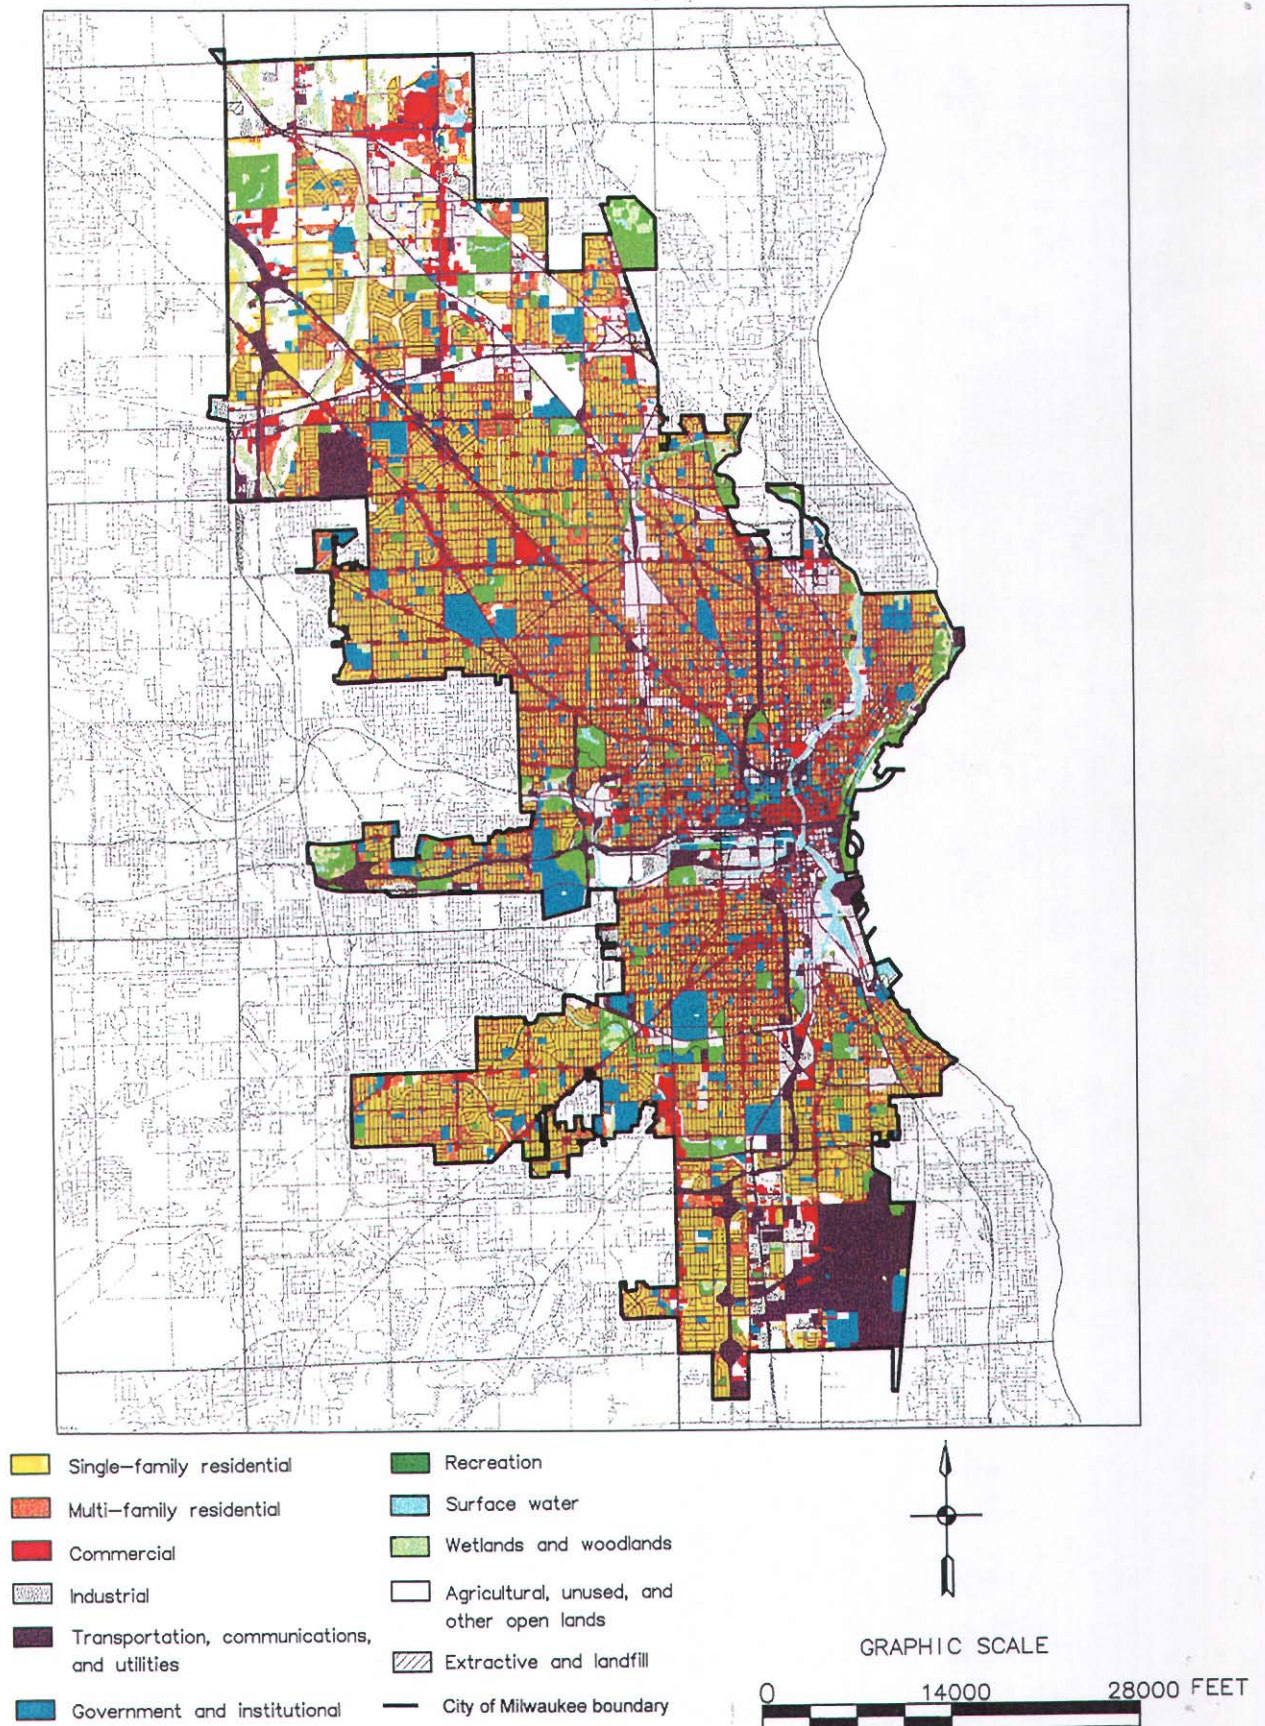 Single-family residential
Multi-family residential
Commercial
Industrial
Transportation, communications,
and utilities
Government and institutional
Recreation
Surface water
Wetlands and woodlands
Agricultural, unused, and
other open lands
Extractive and landfill
City of Milwaukee boundary
GRAPHIC SCALE
0 14000 28000 FEET